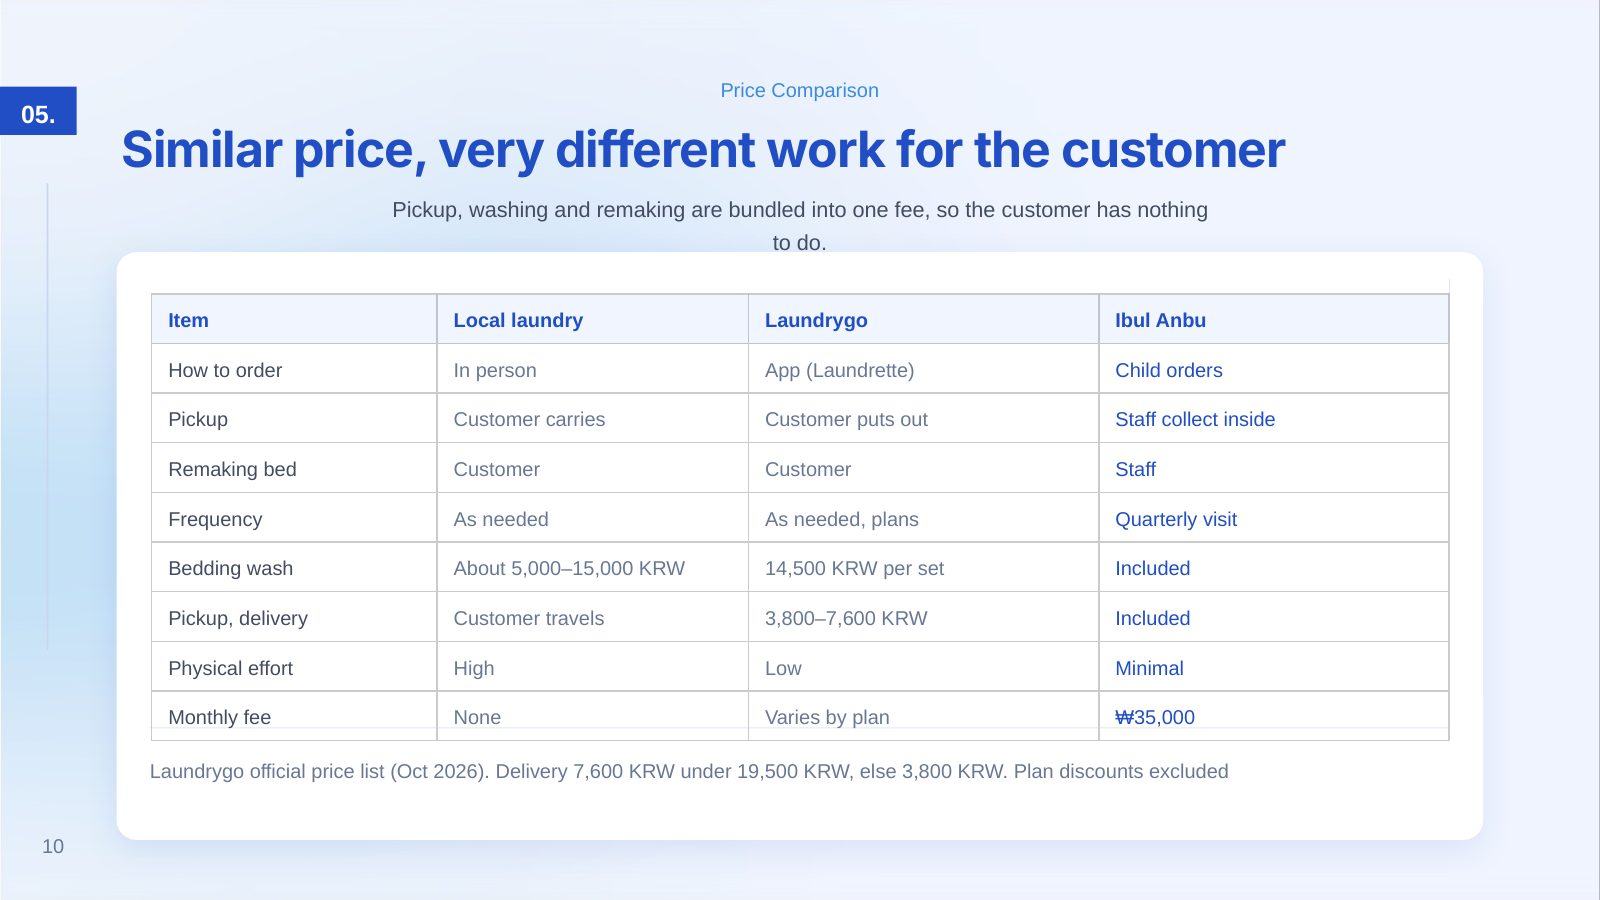 Price Comparison
05.
Similar price, very different work for the customer
Pickup, washing and remaking are bundled into one fee, so the customer has nothing
to do.
Item Local laundry Laundrygo Ibul Anbu
How to order In person App (Laundrette) Child orders
Pickup Customer carries Customer puts out Staff collect inside
Remaking bed Customer Customer Staff
Frequency As needed As needed, plans Quarterly visit
Bedding wash About 5,000–15,000 KRW 14,500 KRW per set Included
Pickup, delivery Customer travels 3,800–7,600 KRW Included
Physical effort High Low Minimal
Monthly fee None Varies by plan ₩35,000
Laundrygo official price list (Oct 2026). Delivery 7,600 KRW under 19,500 KRW, else 3,800 KRW. Plan discounts excluded
10